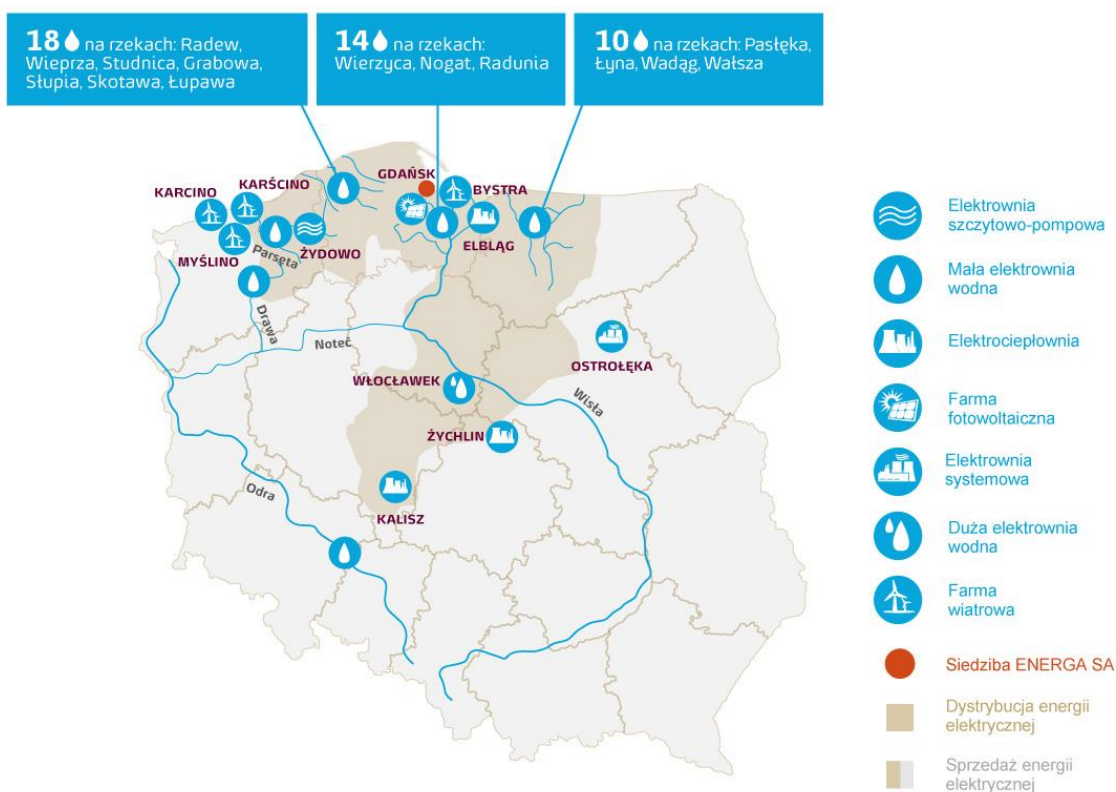 18 na rzekach: Radew,
Wieprza, Studnica, Grabowa,
Słupia, Skotawa, Łupawa
14 na rzekach:
Wierzyca, Nogat, Radunia
10 na rzekach: Pasłęka,
Łyna, Wadąg, Wałsza
GDAŃSK
KARCINO
KARŚCINO
BYSTRA
ELBLĄG
MYŚLINO
Parsęta
ŻYDOWO
Drawa
Noteć
OSTROŁĘKA
WŁOCŁAWEK
Wisła
ŻYCHLIN
Odra
KALISZ
Elektrownia
szczytowo-pompowa
Mała elektrownia
wodna
Elektrociepłownia
Farma
fotowoltaiczna
Elektrownia
systemowa
Duża elektrownia
wodna
Farma
wiatrowa
Siedziba ENERGA SA
Dystrybucja energii
elektrycznej
Sprzedaż energii
elektrycznej